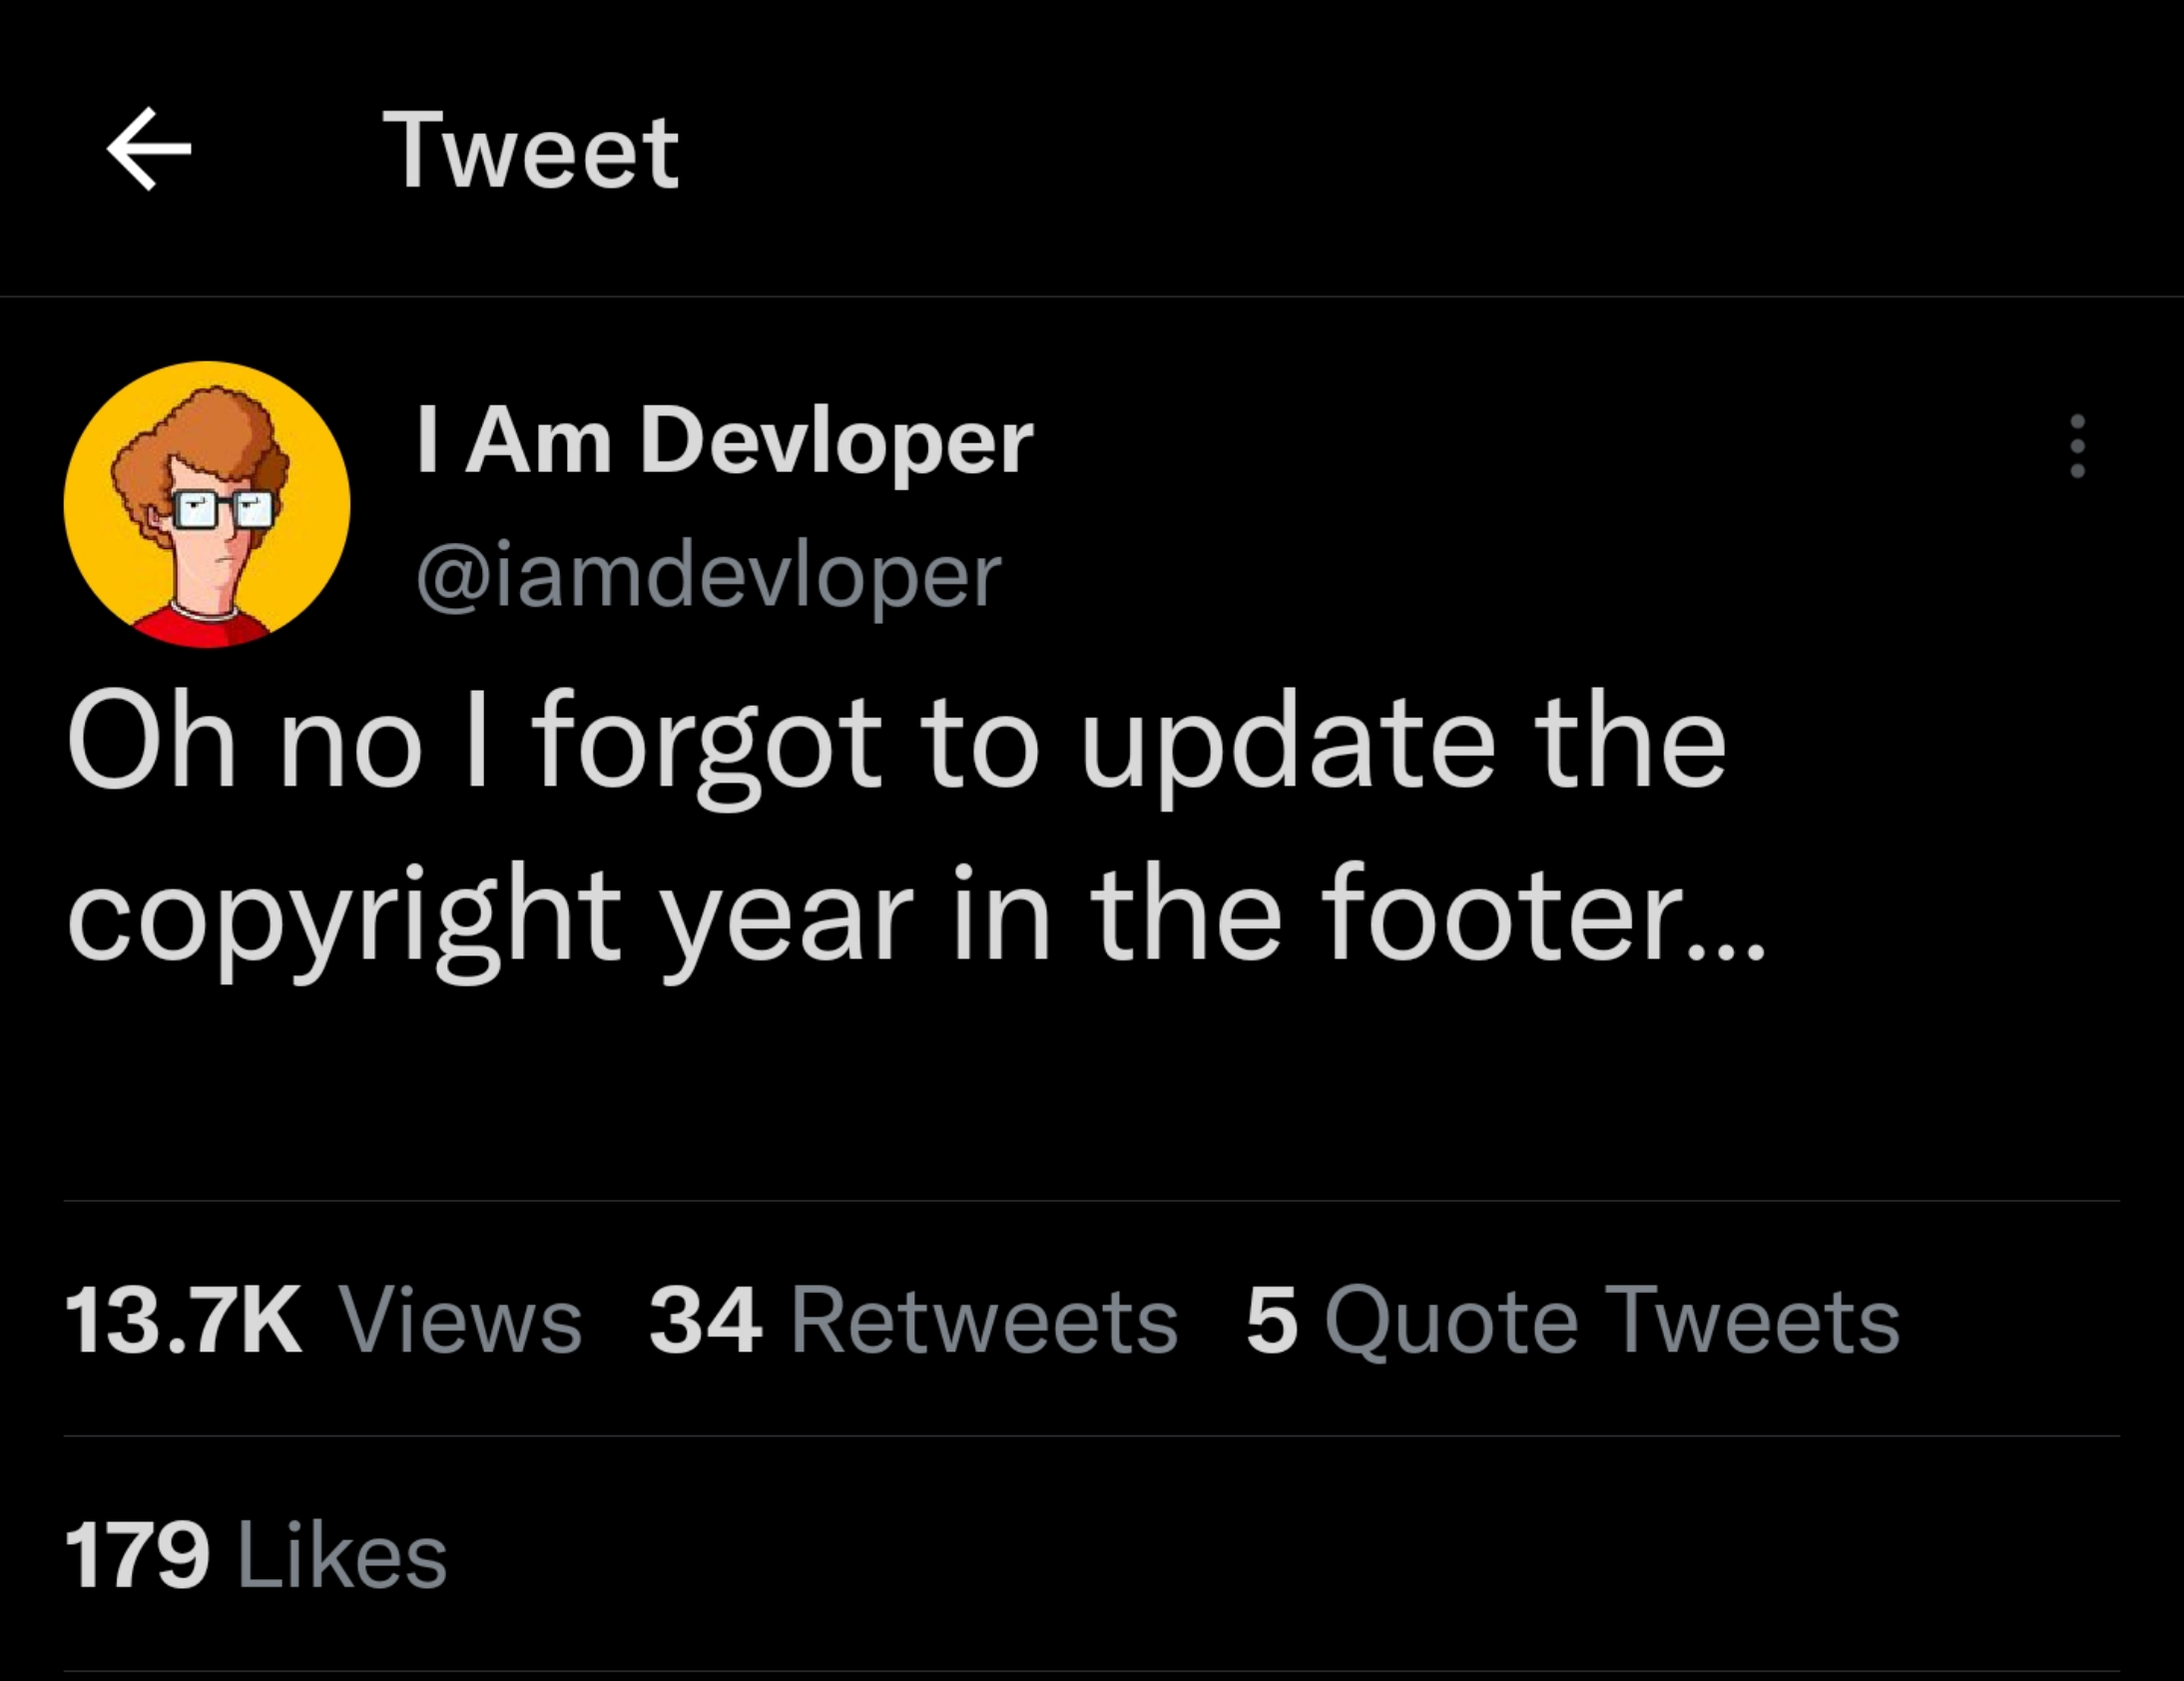 Tweet
I Am Devloper
@iamdevloper
Oh no I forgot to update the
copyright year in the footer...
13.7K Views 34 Retweets 5 Quote Tweets
179 Likes